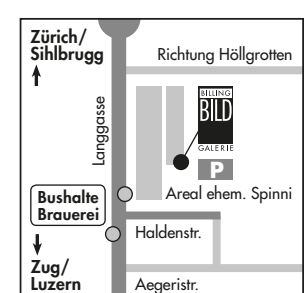 Zürich/
Sihlbrugg
Richtung Höllgrotten
Langgasse
BILLING
BILD
GALERIE
P
Areal ehem. Spinni
Bushalte
Brauerei
Haldenstr.
Zug/
Luzern
Aegeristr.